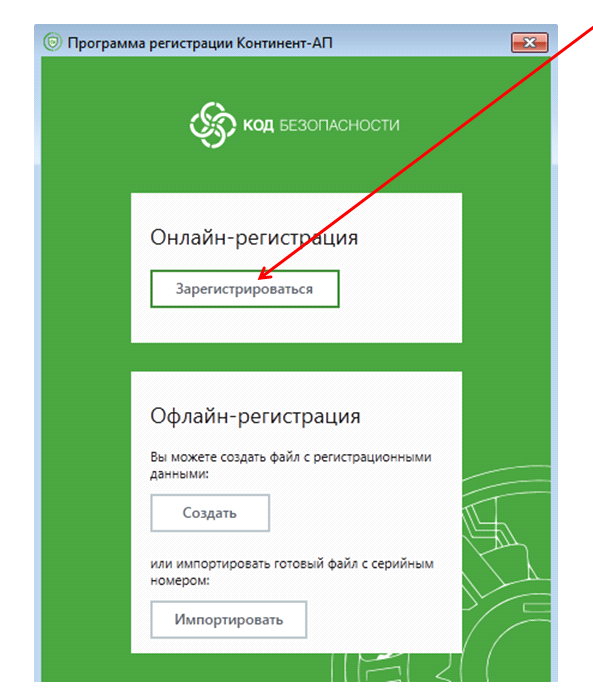 Программа регистрации Континент-АП
КОД БЕЗОПАСНОСТИ
Онлайн-регистрация
Зарегистрироваться
Офлайн-регистрация
Вы можете создать файл с регистрационными
данными:
Создать
или импортировать готовый файл с серийным
номером:
Импортировать